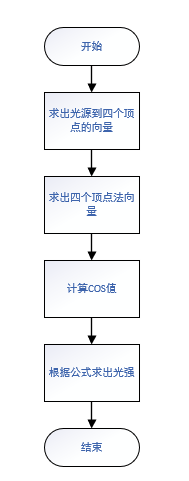 开始
求出光源到四个顶
点的向量
求出四个顶点法向
量
计算COS值
根据公式求出光强
结束